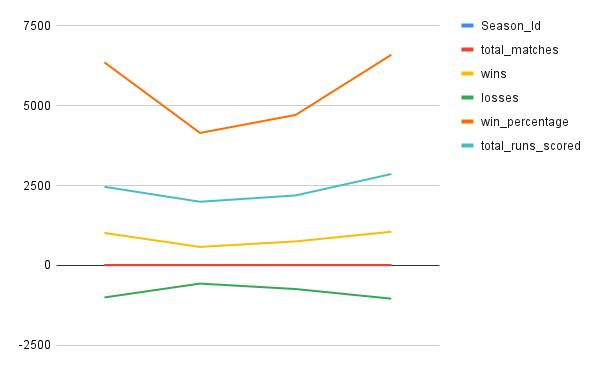 7500
5000
2500
0
-2500
Season_Id
total_matches
wins
losses
win_percentage
total_runs_scored